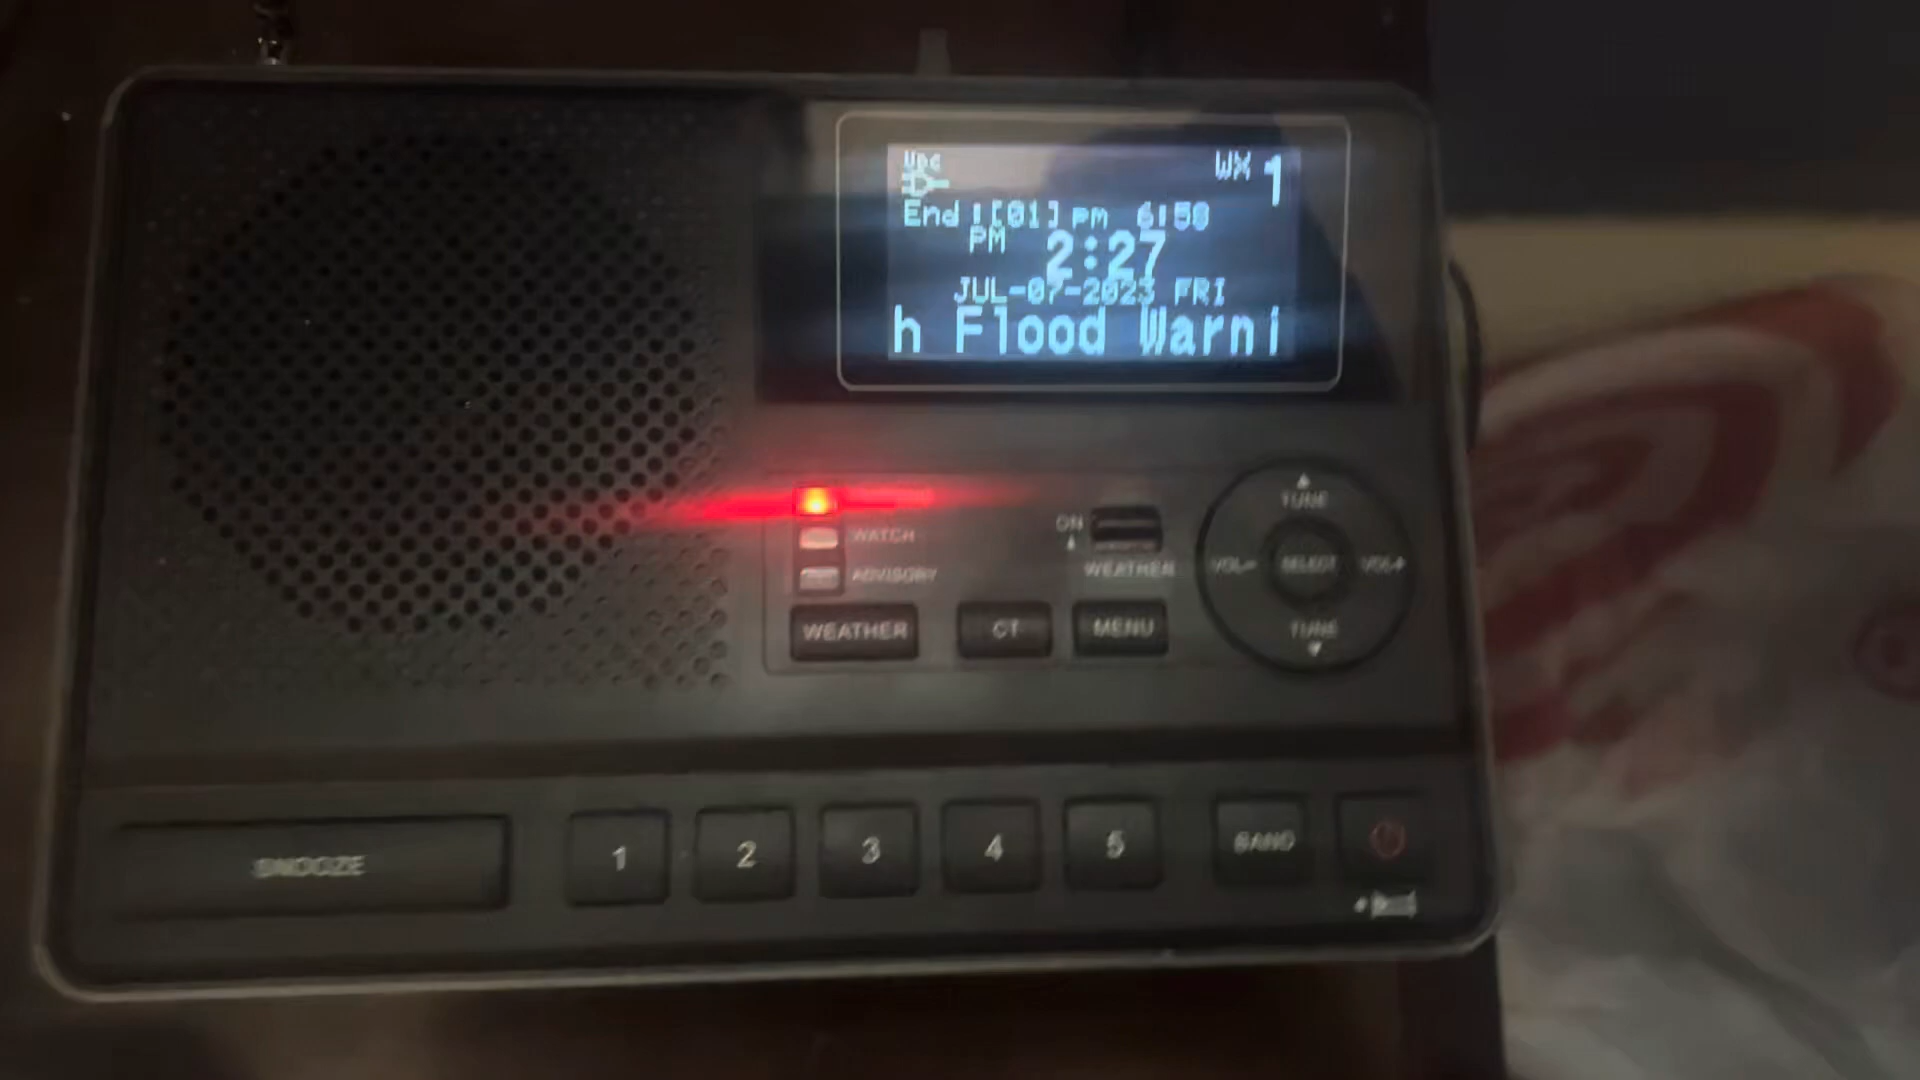 WX 1
End :[01] pm 6:58
PM 2:27
JUL-07-2023 FRI
h Flood Warni
WATCH
ADVISORY
ON
WEATHER
WEATHER
CT
MENU
TUNE
VOL-
SELECT
VOL+
TUNE
SNOOZE
1
2
3
4
5
BAND